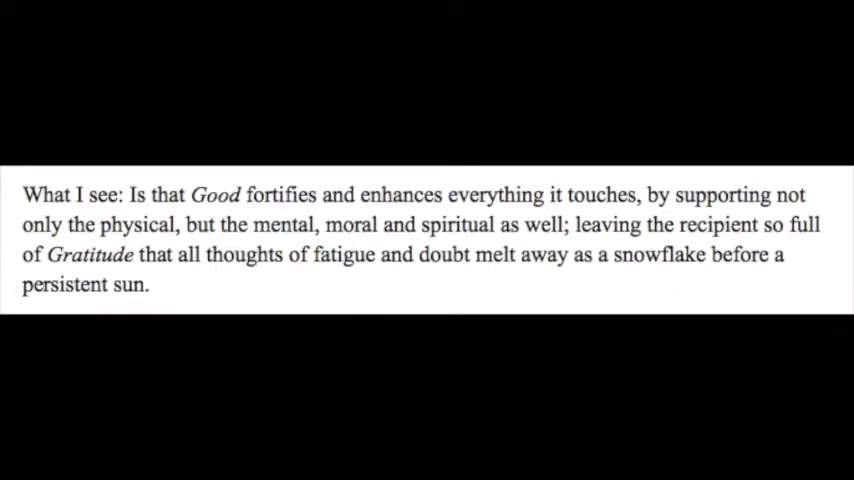 What I see: Is that Good fortifies and enhances everything it touches, by supporting not
only the physical, but the mental, moral and spiritual as well; leaving the recipient so full
of Gratitude that all thoughts of fatigue and doubt melt away as a snowflake before a
persistent sun.